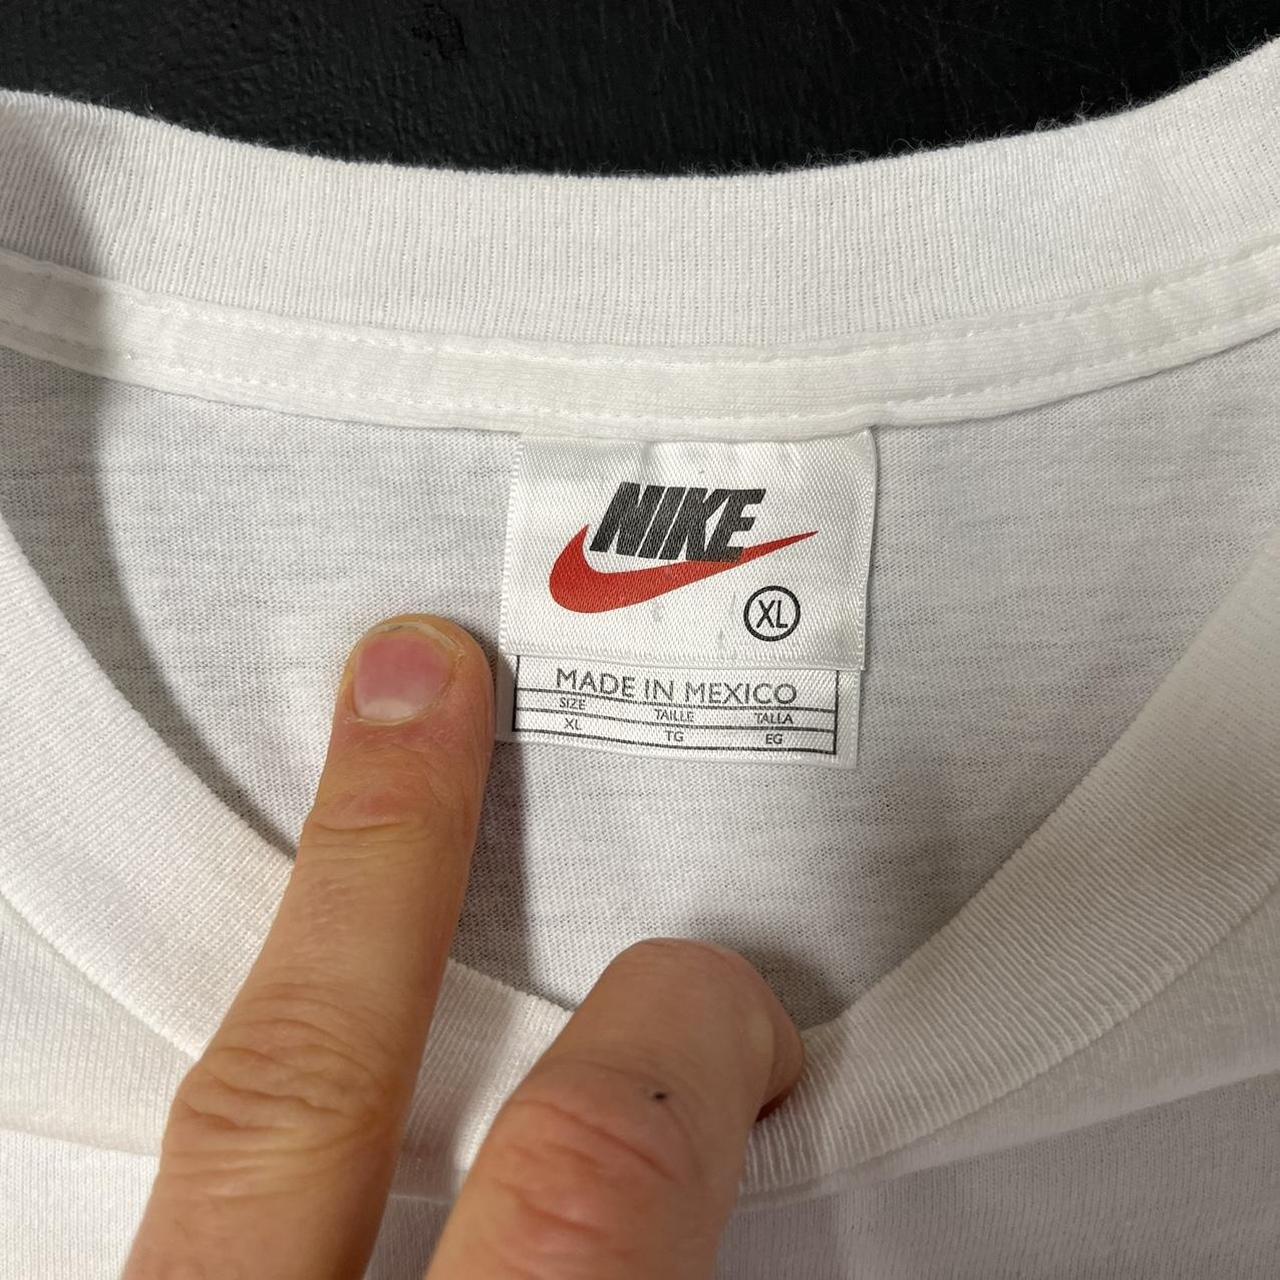 NIKE
XL
MADE IN MEXICO
SIZE TAILLE TALLA
XL TG EG